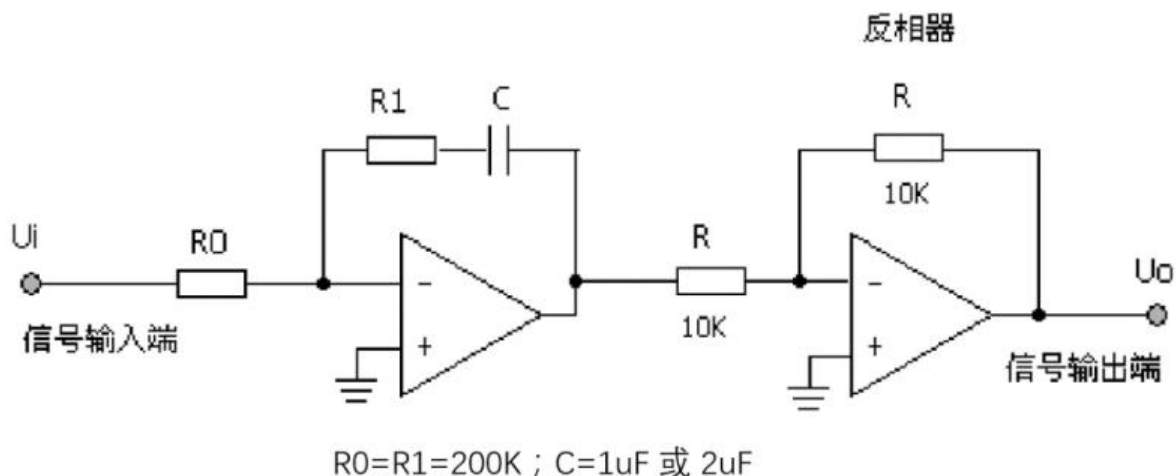 反相器
R1
C
R
10K
Ui
R0
R
10K
Uo
-
+
-
+
信号输入端
信号输出端
R0=R1=200K；C=1uF 或 2uF